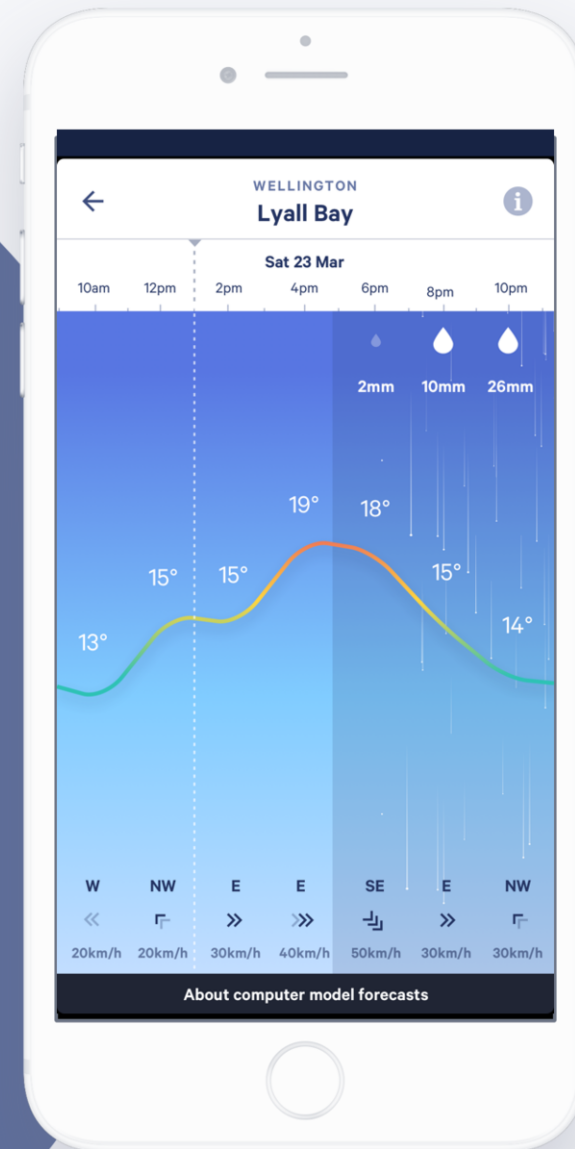 WELLINGTON
Lyall Bay
Sat 23 Mar
10am 12pm 2pm 4pm 6pm 8pm 10pm
2mm 10mm 26mm
13° 15° 15° 19° 18° 15° 14°
W NW E E SE E NW
20km/h 20km/h 30km/h 40km/h 50km/h 30km/h 30km/h
About computer model forecasts